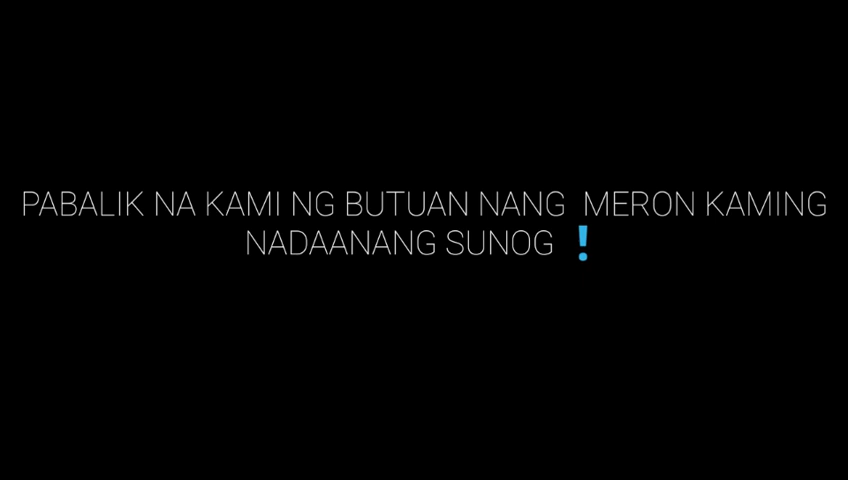 PABALIK NA KAMI NG BUTUAN NANG MERON KAMING
NADAANANG SUNOG ❗